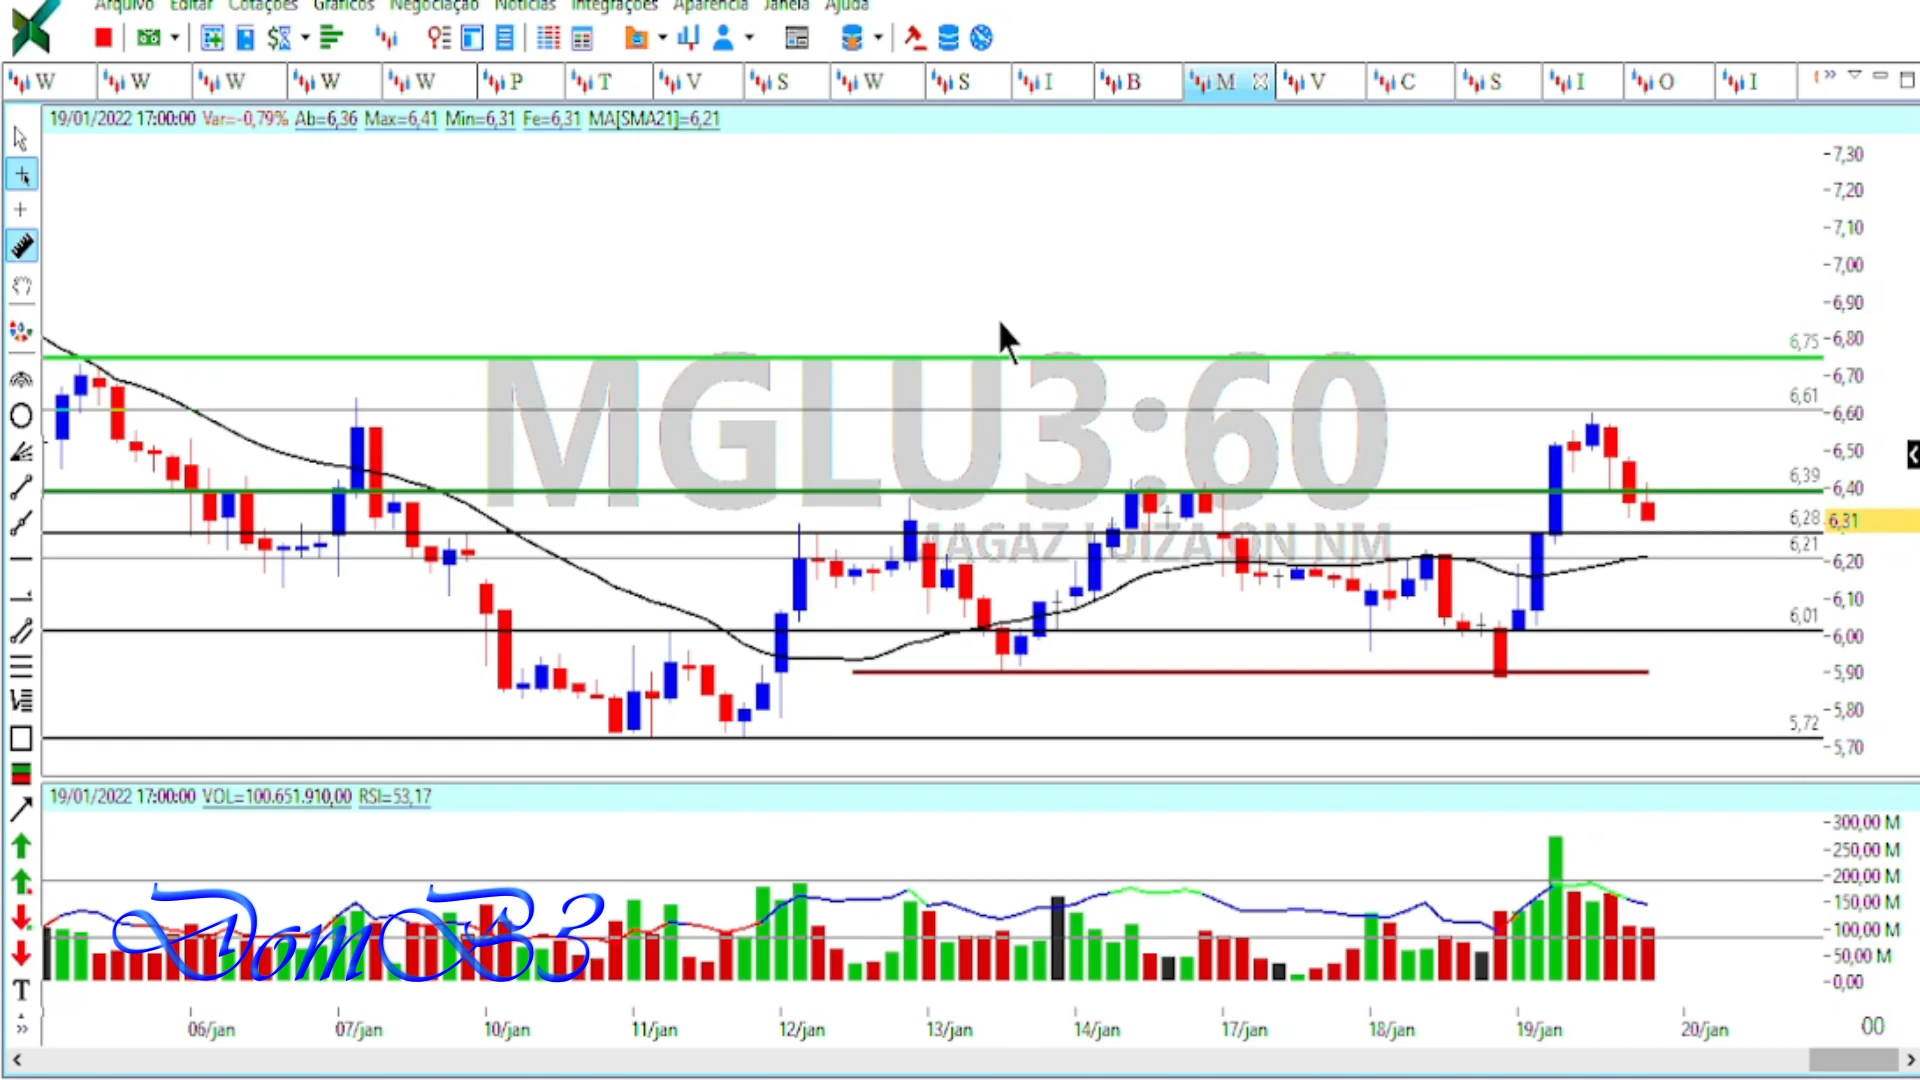 Arquivo Editar Cotações Gráficos Negociação Notícias Integrações Aparência Janela Ajuda
W W W W W P T V S W S I B M V C S I O I
19/01/2022 17:00:00 Var=-0,79% Ab=6,36 Max=6,41 Min=6,31 Fe=6,31 MA[SMA21]=6,21
7,30
7,20
7,10
7,00
6,90
6,75 6,80
6,70
6,61
6,60
6,50
6,39
6,40
6,28 6,31
6,21
6,20
6,10
6,01
6,00
5,90
5,80
5,72
5,70
MGLU3:60
MAGAZ LUIZA ON NM
19/01/2022 17:00:00 VOL=100.651.910,00 RSI=53,17
300,00 M
250,00 M
200,00 M
150,00 M
100,00 M
50,00 M
0,00
DomB3
T
06/jan 07/jan 10/jan 11/jan 12/jan 13/jan 14/jan 17/jan 18/jan 19/jan 20/jan 00